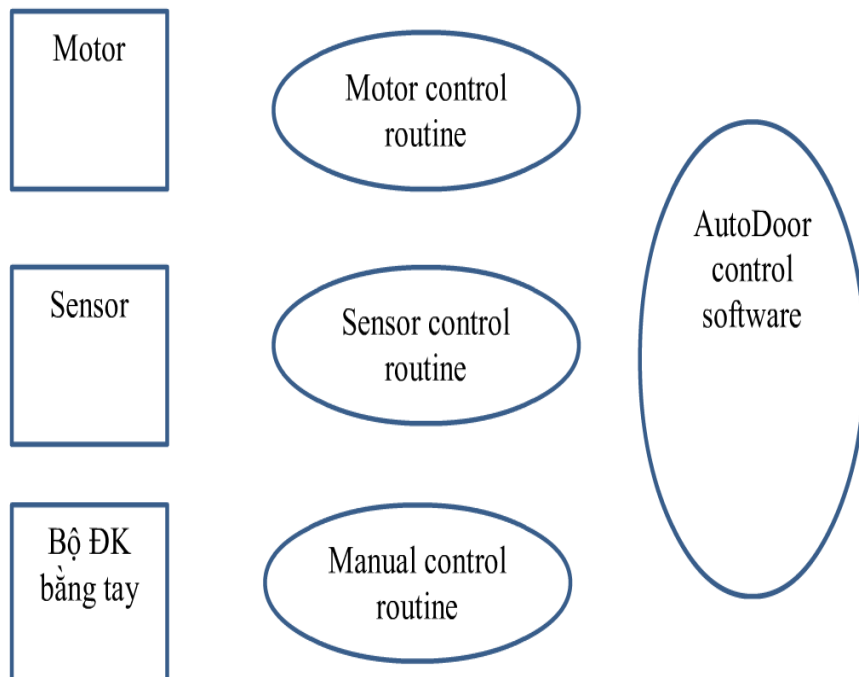 Motor
Motor control
routine
AutoDoor
control
software
Sensor
Sensor control
routine
Bộ ĐK
bằng tay
Manual control
routine